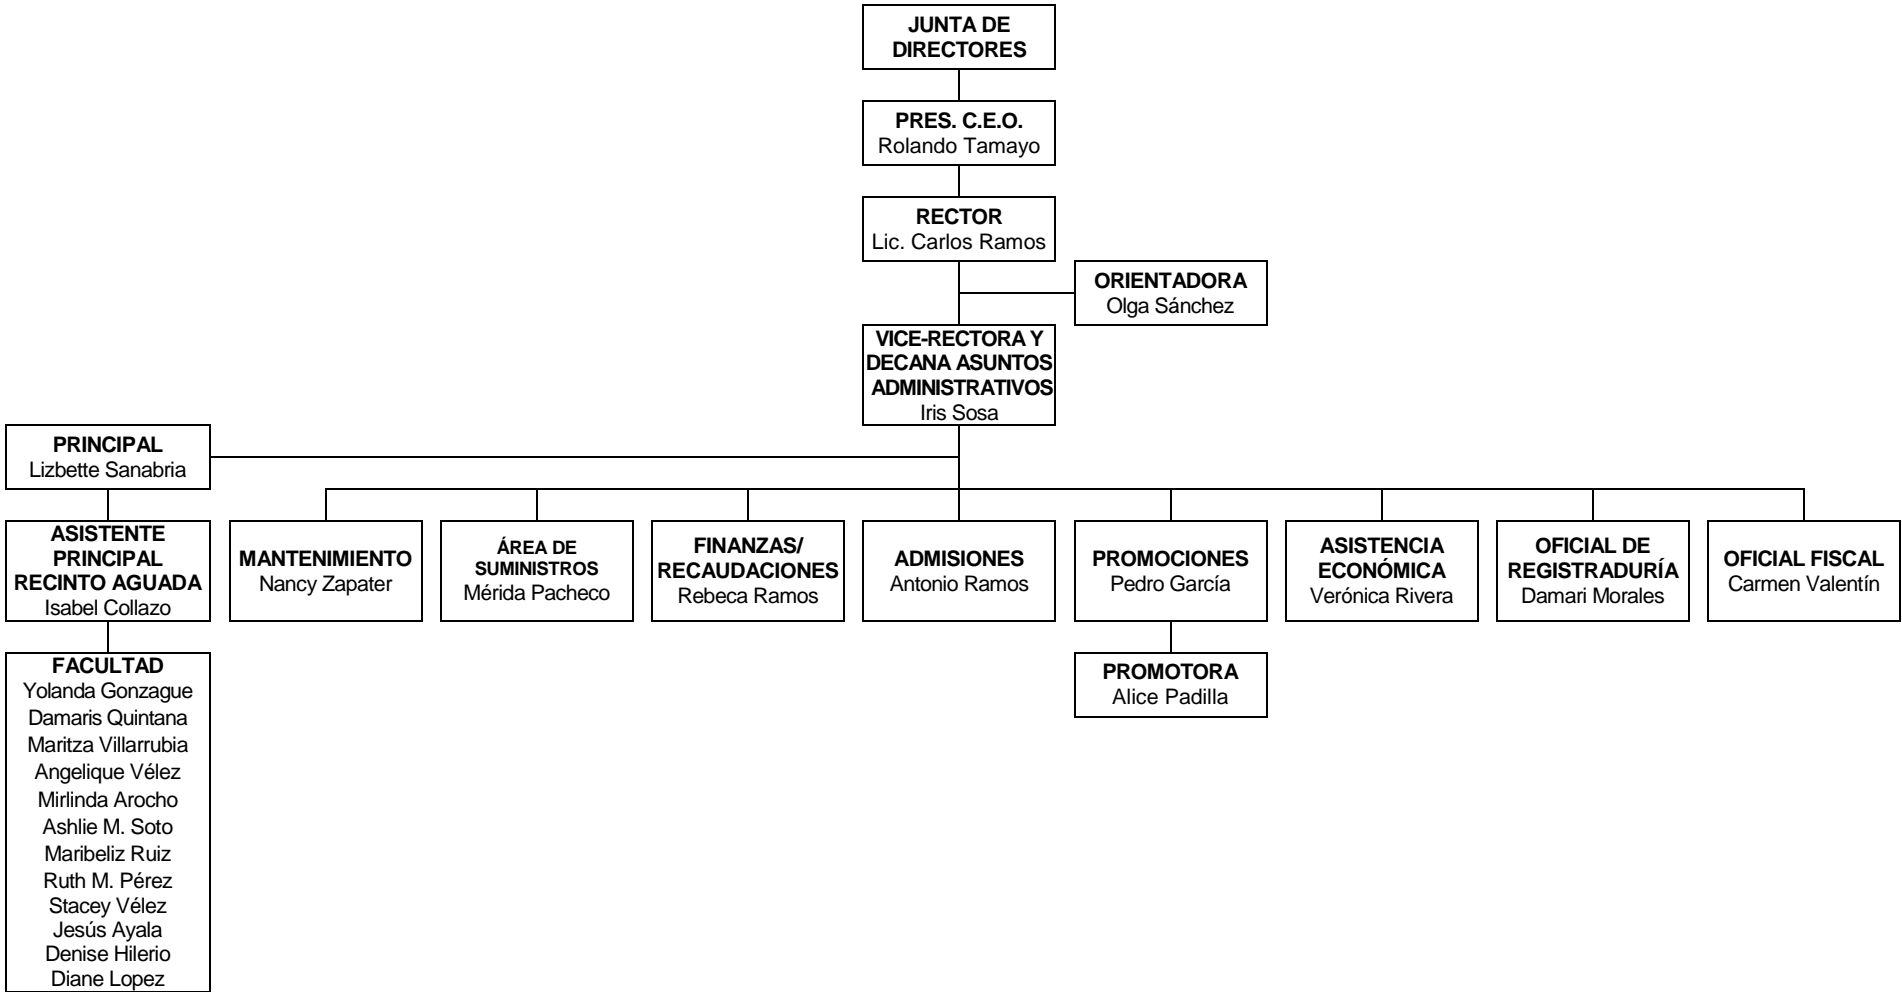 JUNTA DE
DIRECTORES
PRES. C.E.O.
Rolando Tamayo
RECTOR
Lic. Carlos Ramos
ORIENTADORA
Olga Sánchez
VICE-RECTORA Y
DECANA ASUNTOS
ADMINISTRATIVOS
Iris Sosa
PRINCIPAL
Lizbette Sanabria
ASISTENTE
PRINCIPAL
RECINTO AGUADA
Isabel Collazo
MANTENIMIENTO
Nancy Zapater
ÁREA DE
SUMINISTROS
Mérida Pacheco
FINANZAS/
RECAUDACIONES
Rebeca Ramos
ADMISIONES
Antonio Ramos
PROMOCIONES
Pedro García
ASISTENCIA
ECONÓMICA
Verónica Rivera
OFICIAL DE
REGISTRADURÍA
Damari Morales
OFICIAL FISCAL
Carmen Valentín
FACULTAD
Yolanda Gonzague
Damaris Quintana
Maritza Villarrubia
Angelique Vélez
Mirlinda Arocho
Ashlie M. Soto
Maribeliz Ruiz
Ruth M. Pérez
Stacey Vélez
Jesús Ayala
Denise Hilerio
Diane Lopez
PROMOTORA
Alice Padilla